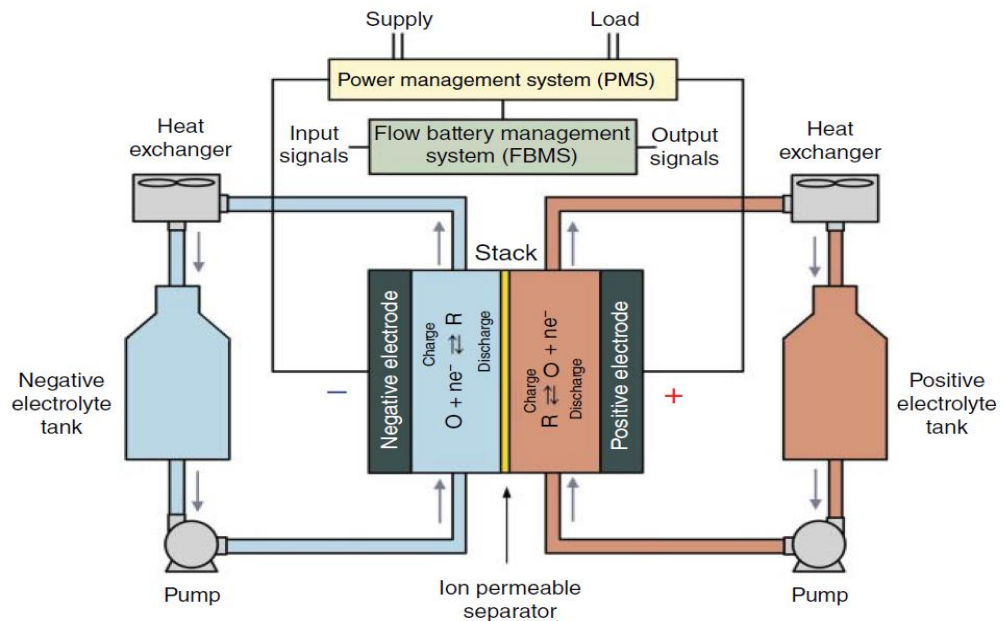 Supply
Load
Power management system (PMS)
Heat
exchanger
Input
signals
Flow battery management
system (FBMS)
Output
signals
Heat
exchanger
Stack
Negative electrode
Charge
O + ne⁻ ⇌ R
Discharge
Charge
R ⇌ O + ne⁻
Discharge
Positive electrode
−
+
Negative
electrolyte
tank
Positive
electrolyte
tank
Pump
Ion permeable
separator
Pump